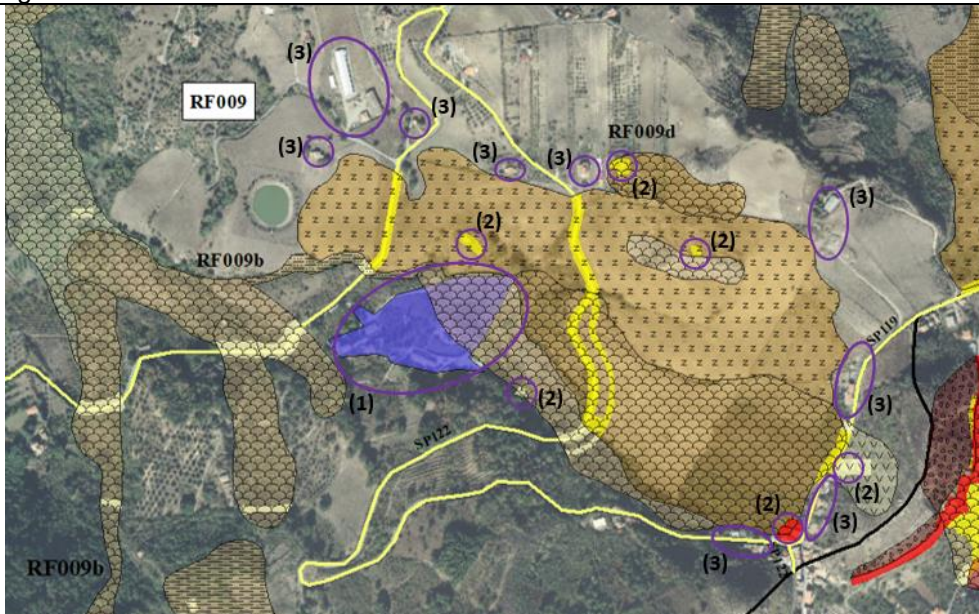 (3)
RF009
(3)
(3)
RF009d
(3)
(3)
(2)
(3)
(2)
(2)
RF009b
SP119
(1)
(2)
(3)
SP122
(2)
(2)
(3)
(3)
RF009b